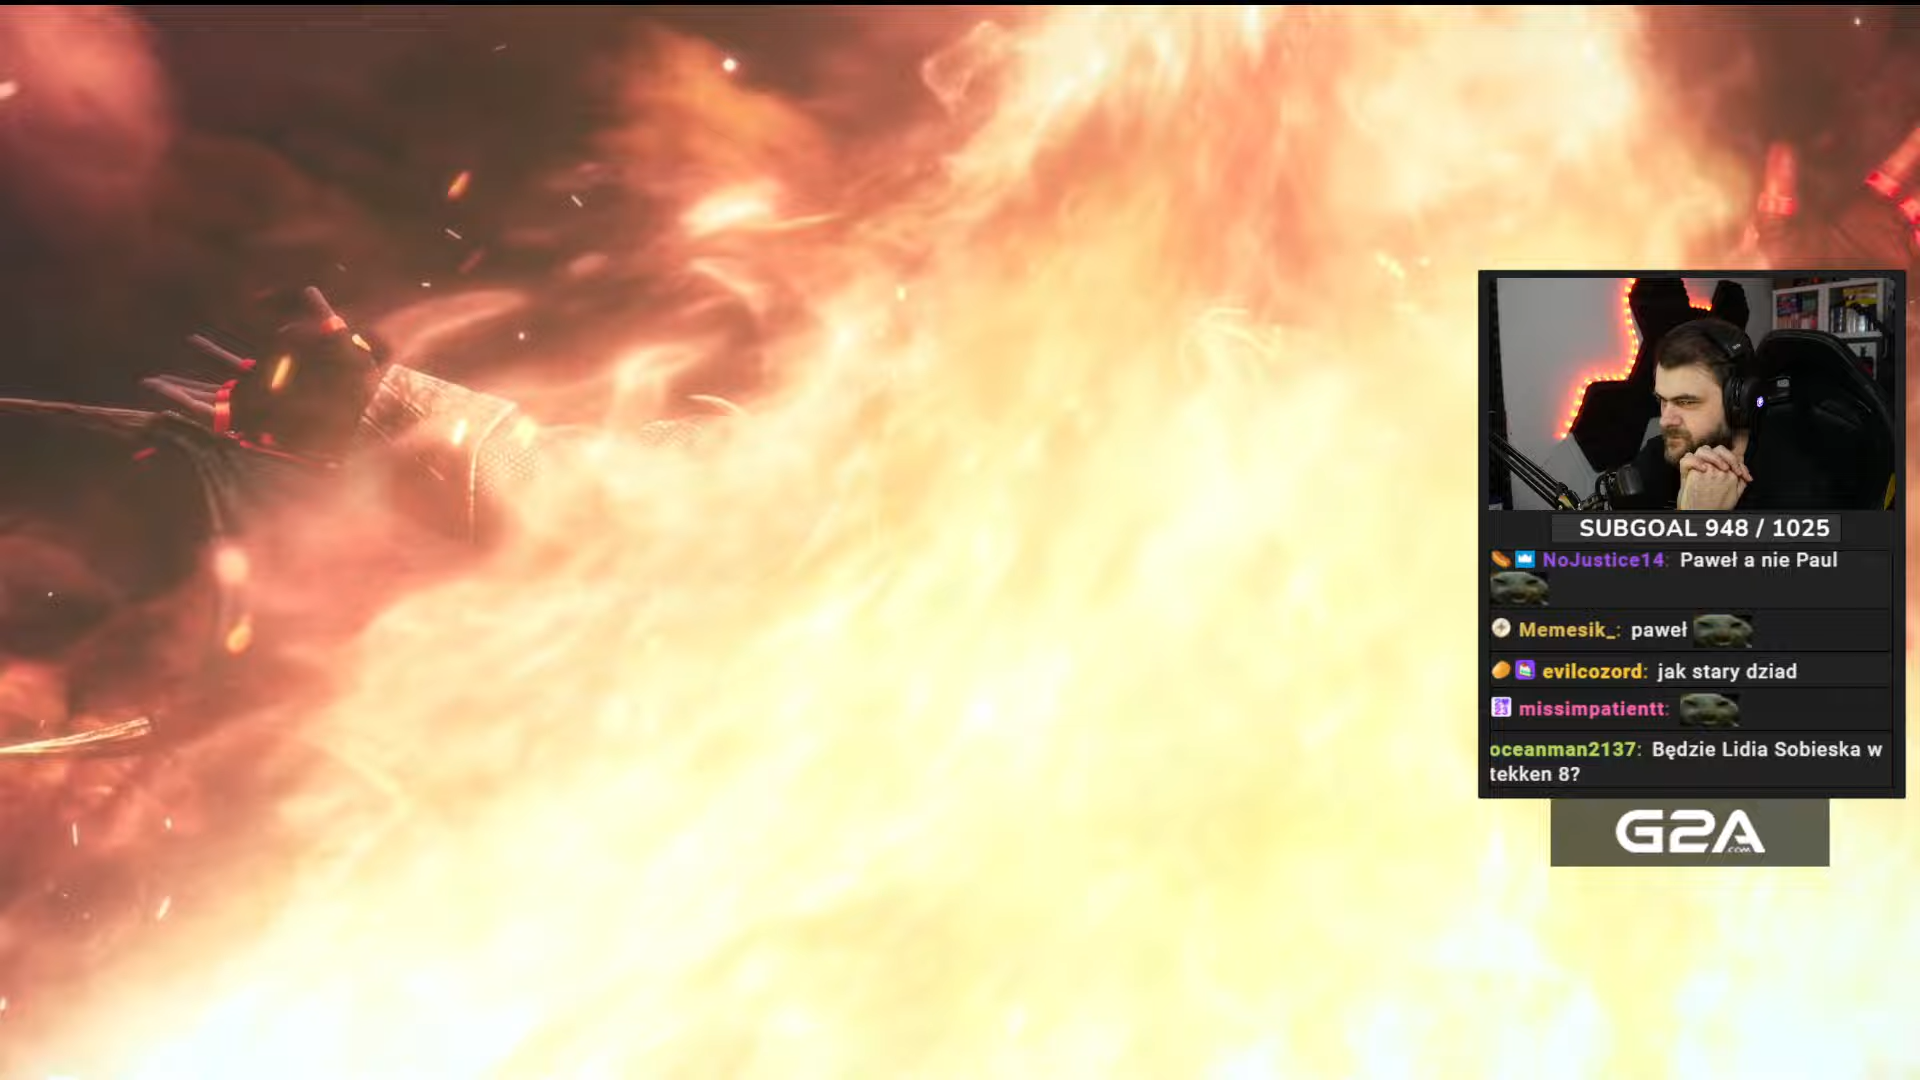 SUBGOAL 948 / 1025
NoJustice14: Paweł a nie Paul
Memesik_: paweł
evilcozord: jak stary dziad
missimpatientt:
oceanman2137: Będzie Lidia Sobieska w
tekken 8?
G2A
.COM